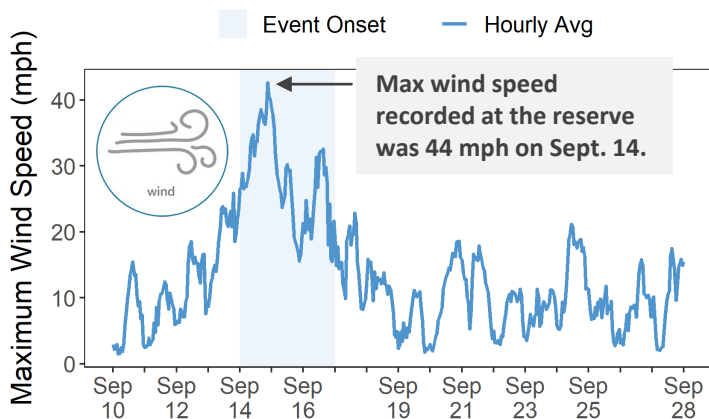 Event Onset
Hourly Avg
Maximum Wind Speed (mph)
40
30
20
10
0
wind
Max wind speed
recorded at the reserve
was 44 mph on Sept. 14.
Sep Sep Sep Sep Sep Sep Sep Sep Sep
10 12 14 16 19 21 23 25 28